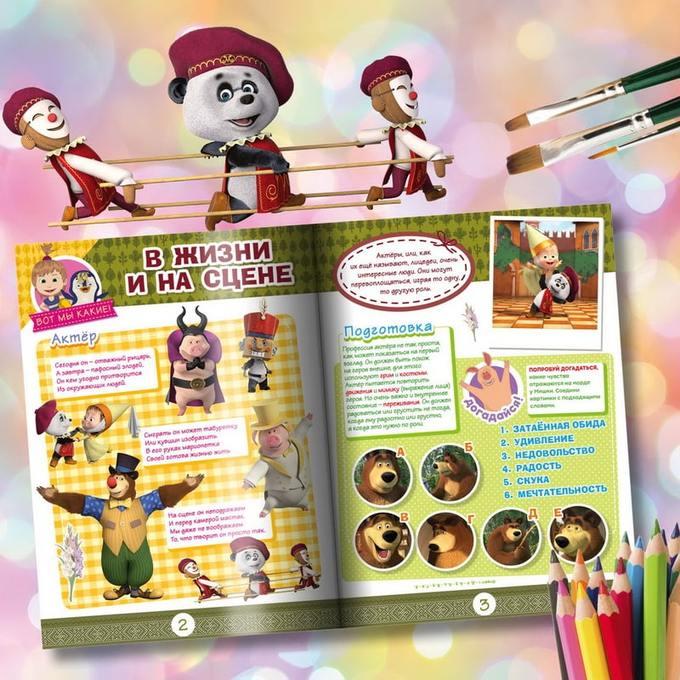 В ЖИЗНИ
И НА СЦЕНЕ
ВОТ МЫ КАКИЕ!
Актёр
Сегодня он – отважный рыцарь,
А завтра – пафосный злодей,
Он кем угодно притворится
Из окружающих людей.
Сыграть он может табуретку
Или кувшин изобразить.
В его руках марионетка
Своей готова жизнью жить.
На сцене он неподражаем
И перед камерой мастак,
Мы даже не воображаем
То, что творит он просто так.
2
Актёры, или, как
их ещё называют, лицедеи, очень
интересные люди. Они могут
перевоплощаться, играя то одну,
то другую роль.
Подготовка
Профессия актёра не так проста,
как может показаться на первый
взгляд. Он должен быть похож
на героя внешне, для этого
используют грим и костюмы.
Актёр пытается повторить
движения и мимику (выражение лица)
героя. Но очень важно и внутреннее
состояние – переживания. Он должен
радоваться или грустить не тогда,
когда ему радостно или грустно,
а когда это нужно по роли.
Догадайся!
ПОПРОБУЙ ДОГАДАТЬСЯ,
какие чувства
отражаются на морде
у Мишки. Соедини
картинки с подходящими
словами.
1. ЗАТАЁННАЯ ОБИДА
2. УДИВЛЕНИЕ
3. НЕДОВОЛЬСТВО
4. РАДОСТЬ
5. СКУКА
6. МЕЧТАТЕЛЬНОСТЬ
А
Б
В
Г
Д
Е
3